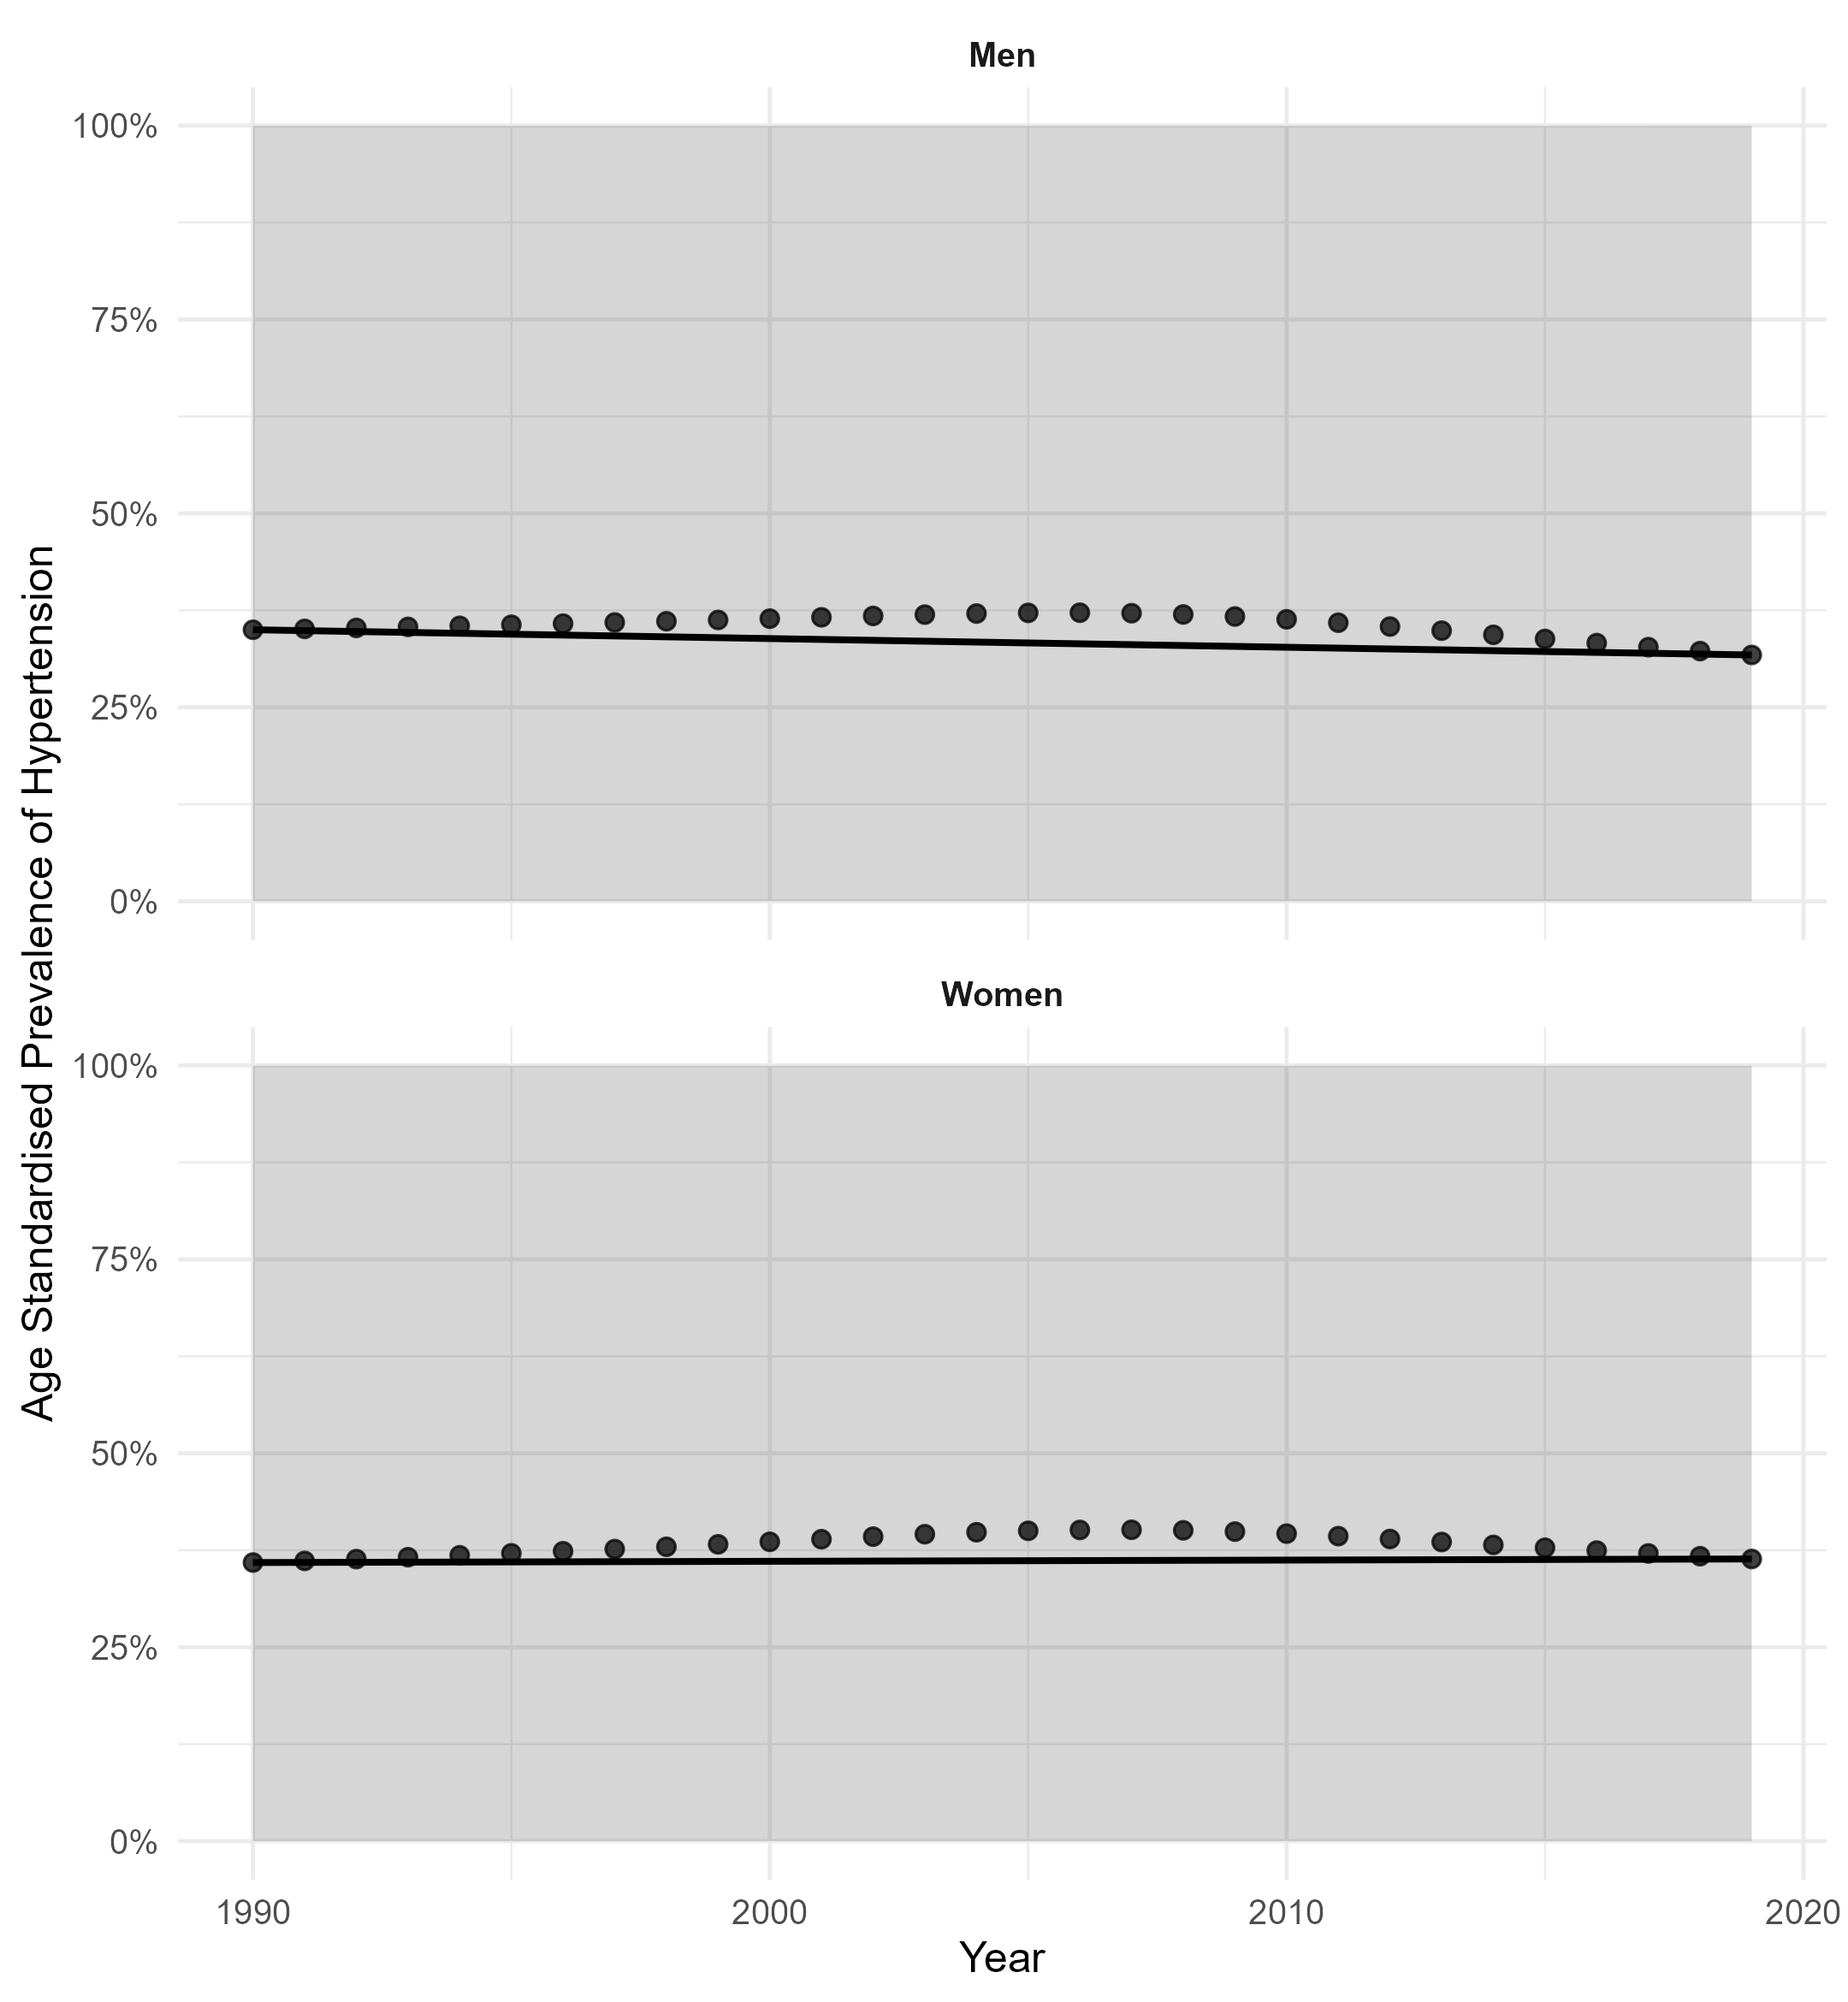 Men
100%
75%
50%
25%
0%
Women
100%
75%
50%
25%
0%
1990 2000 2010 2020
Year
Age Standardised Prevalence of Hypertension